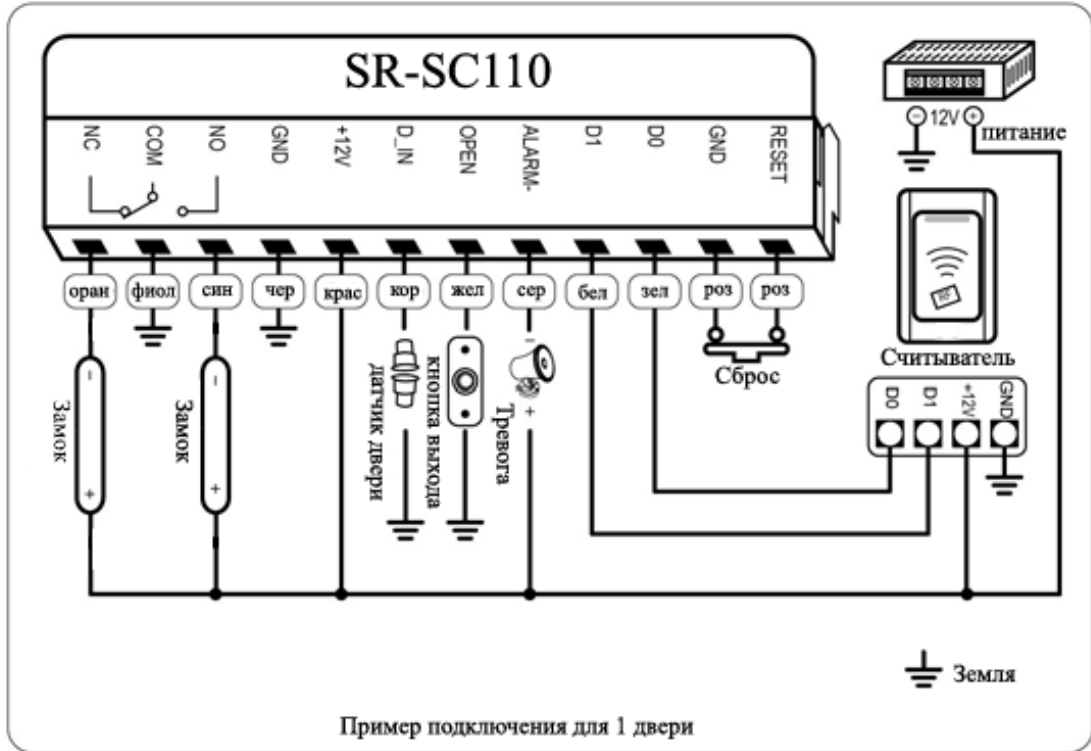 SR-SC110
NC COM NO GND +12V D_IN OPEN ALARM- D1 D0 GND RESET
12V
питание
оран фиол син чер крас кор жел сер бел зел роз роз
Замок
Замок
датчик двери
кнопка выхода
Тревога
Сброс
RF
Считыватель
D0 D1 +12V GND
Земля
Пример подключения для 1 двери